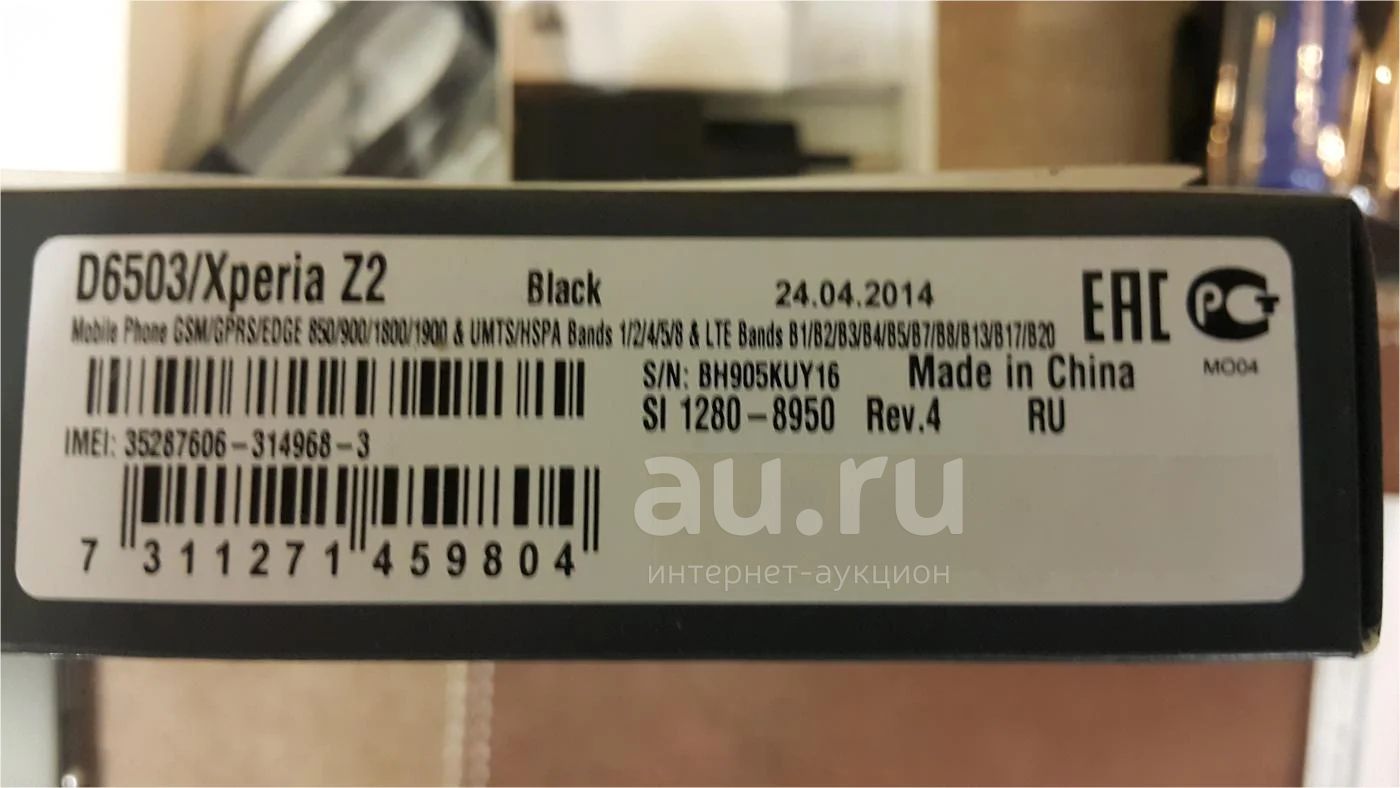 D6503/Xperia Z2 Black 24.04.2014 EAC РСТ
Mobile Phone GSM/GPRS/EDGE 850/900/1800/1900 & UMTS/HSPA Bands 1/2/4/5/8 & LTE Bands B1/B2/B3/B4/B5/B7/B8/B13/B17/B20
MO04
S/N: BH905KUY16 Made in China
SI 1280-8950 Rev.4 RU
IMEI: 35287606-314968-3
7 311271 459804
au.ru
интернет-аукцион